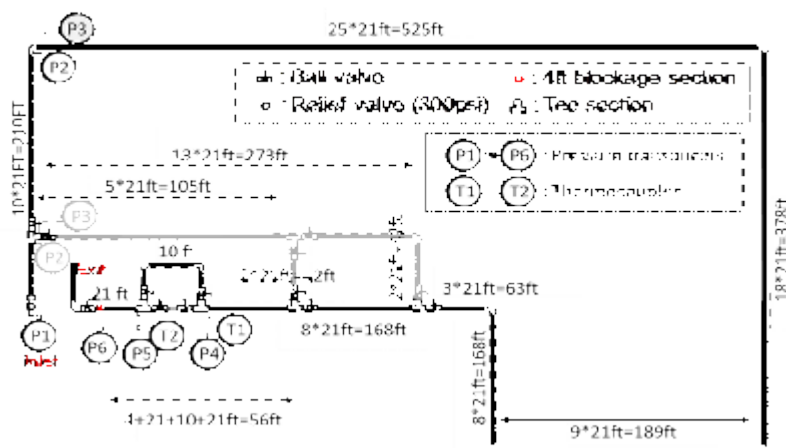 P3
25*21ft=525ft
P2
: Ball valve
: 4ft blockage section
: Relief valve (300psi)
: Tee section
10*21FT=210FT
13*21ft=273ft
P1
P6
: Pressure transducers
5*21ft=105ft
T1
T2
: Thermocouples
P3
P2
10 ft
Exit
21 ft
3*21ft=63ft
18*21ft=378ft
P1
Inlet
P6
P5
T2
P4
T1
8*21ft=168ft
8*21ft=168ft
4+21+10+21ft=56ft
9*21ft=189ft